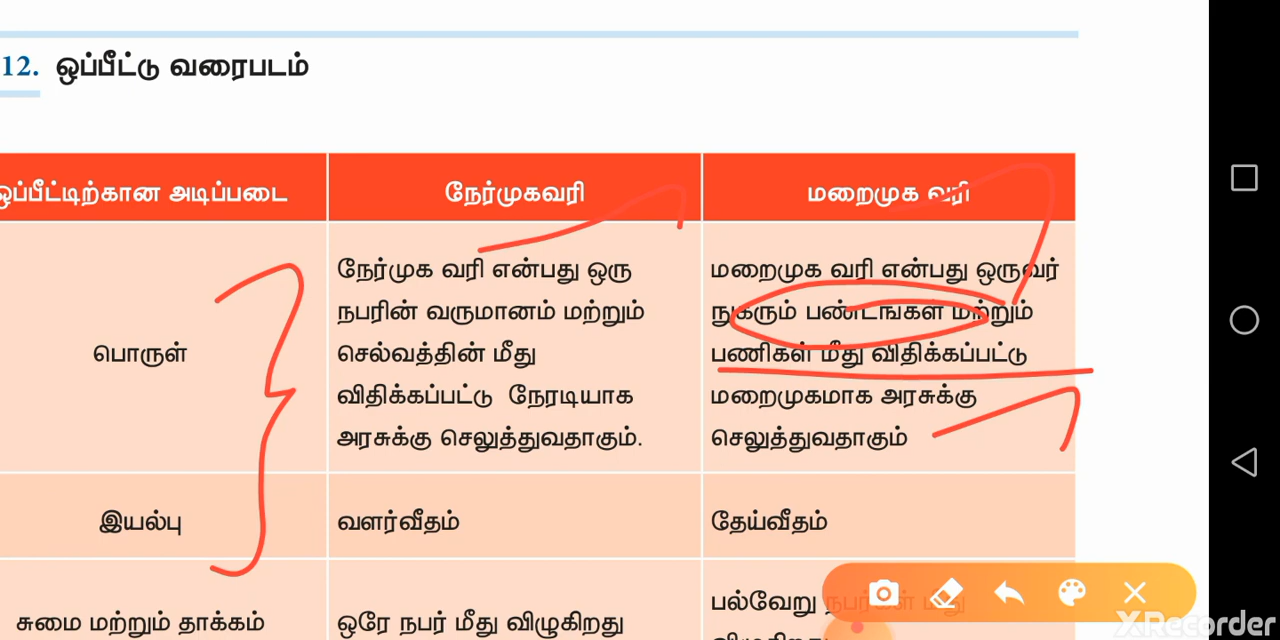 12. ஒப்பீட்டு வரைபடம்
ஒப்பீட்டிற்கான அடிப்படை
நேர்முகவரி
மறைமுக வரி
பொருள்
நேர்முக வரி என்பது ஒரு
நபரின் வருமானம் மற்றும்
செல்வத்தின் மீது
விதிக்கப்பட்டு நேரடியாக
அரசுக்கு செலுத்துவதாகும்.
மறைமுக வரி என்பது ஒருவர்
நுகரும் பண்டங்கள் மற்றும்
பணிகள் மீது விதிக்கப்பட்டு
மறைமுகமாக அரசுக்கு
செலுத்துவதாகும்
இயல்பு
வளர்வீதம்
தேய்வீதம்
சுமை மற்றும் தாக்கம்
ஒரே நபர் மீது விழுகிறது
பல்வேறு நபர்கள் மீது
XRecorder